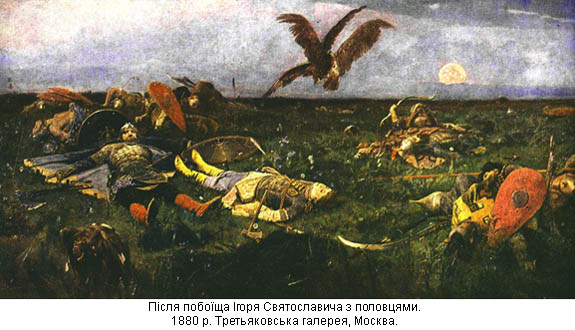 Після побоїща Ігоря Святославича з половцями.
1880 р. Третьяковська галерея, Москва.